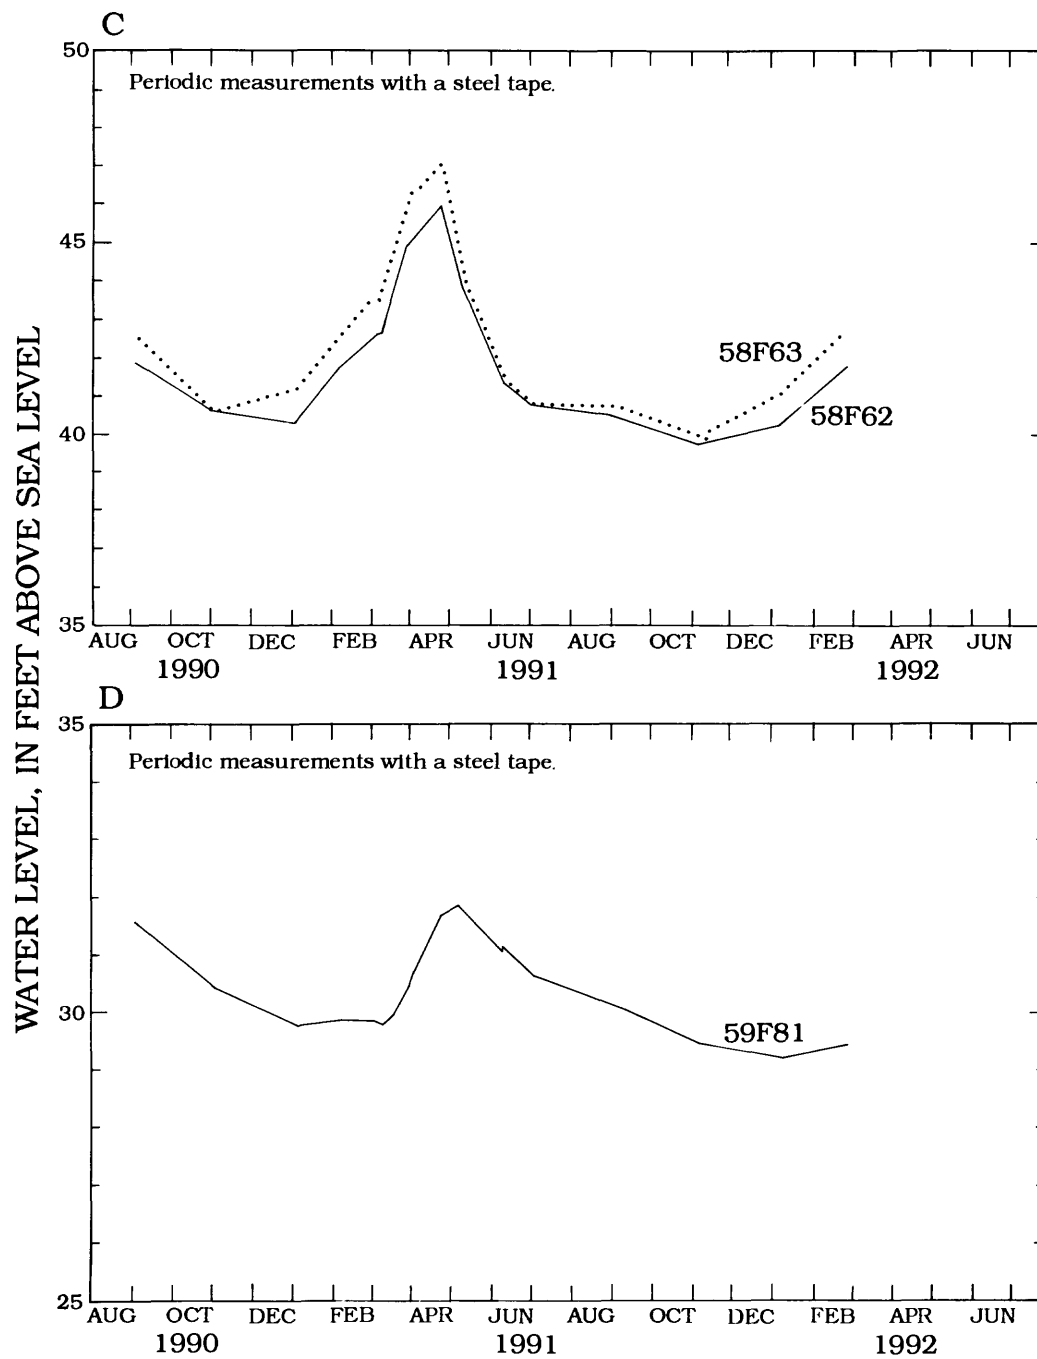 C
50
Periodic measurements with a steel tape.
45
58F63
58F62
40
35
AUG OCT DEC FEB APR JUN AUG OCT DEC FEB APR JUN
1990 1991 1992
WATER LEVEL, IN FEET ABOVE SEA LEVEL
D
35
Periodic measurements with a steel tape.
30
59F81
25
AUG OCT DEC FEB APR JUN AUG OCT DEC FEB APR JUN
1990 1991 1992